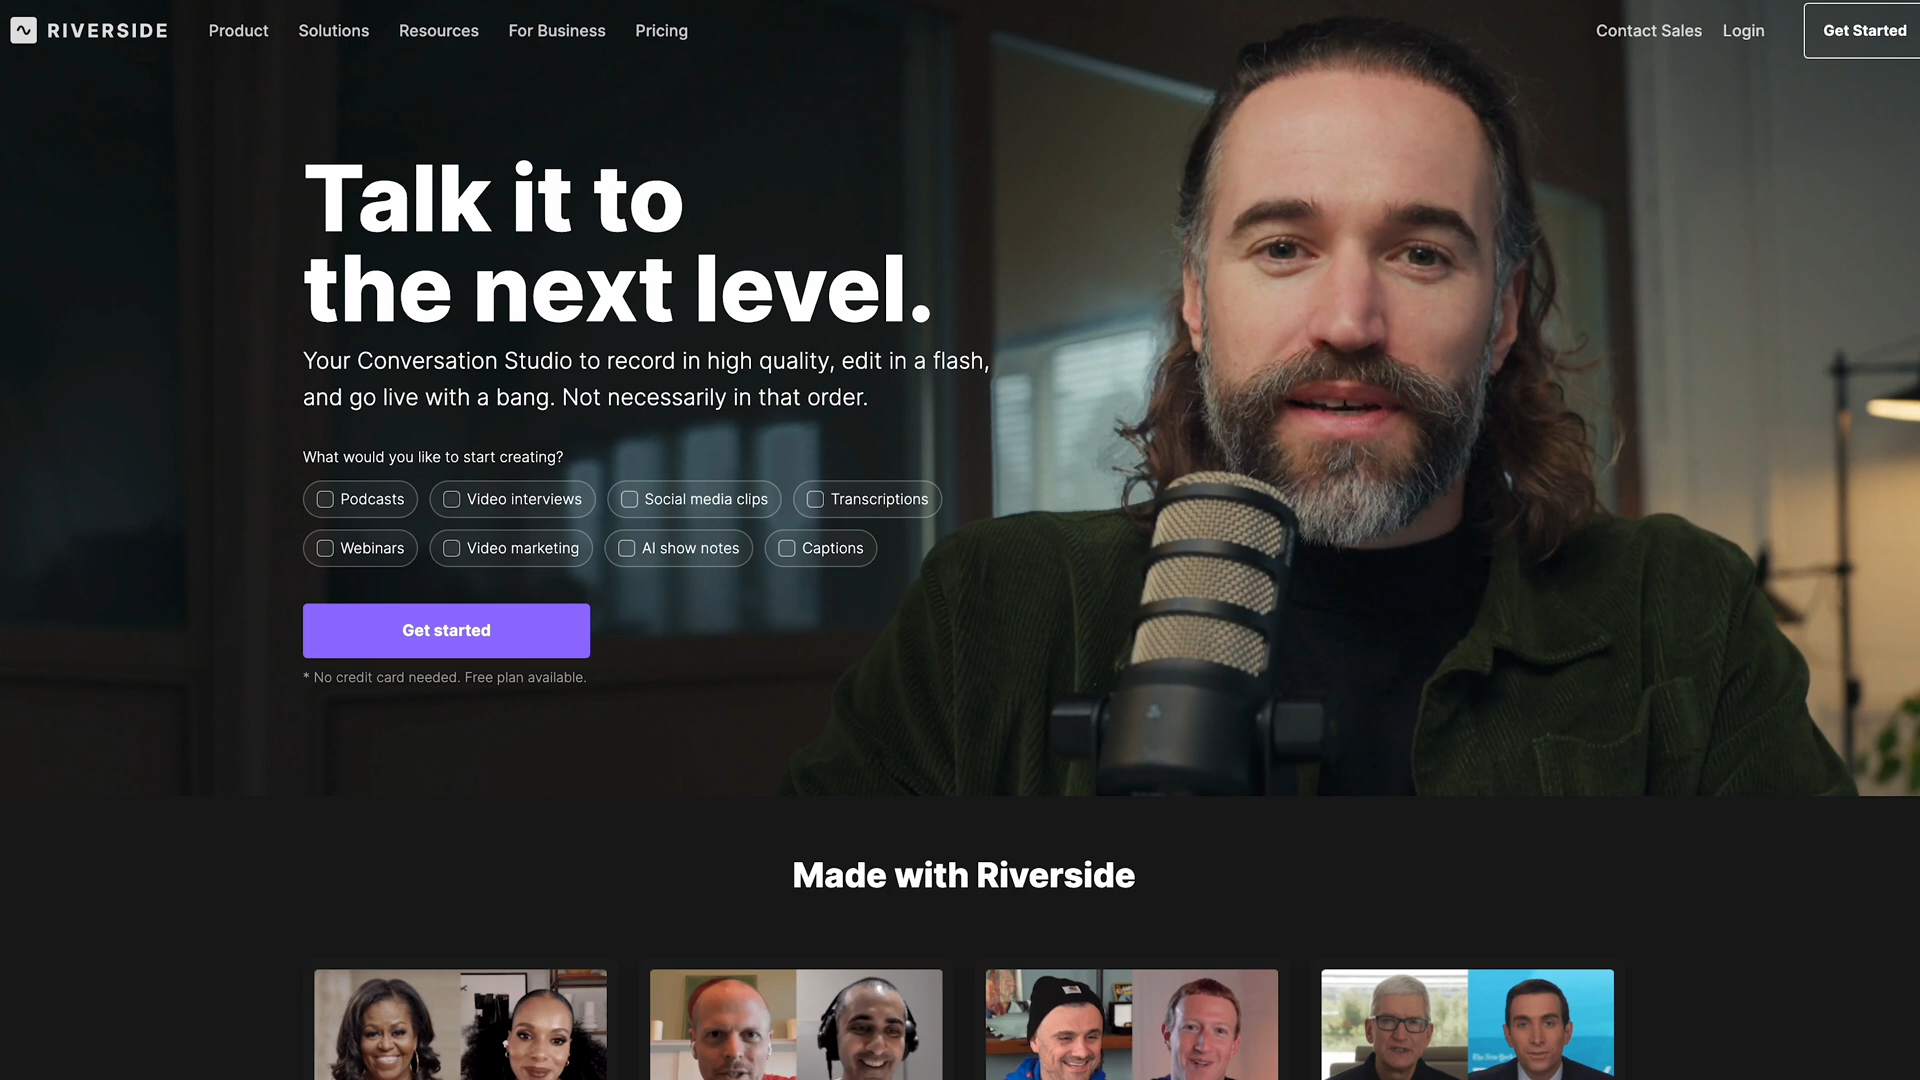 RIVERSIDE
Product
Solutions
Resources
For Business
Pricing
Contact Sales
Login
Get Started
Talk it to
the next level.
Your Conversation Studio to record in high quality, edit in a flash,
and go live with a bang. Not necessarily in that order.
What would you like to start creating?
Podcasts
Video interviews
Social media clips
Transcriptions
Webinars
Video marketing
AI show notes
Captions
Get started
* No credit card needed. Free plan available.
Made with Riverside